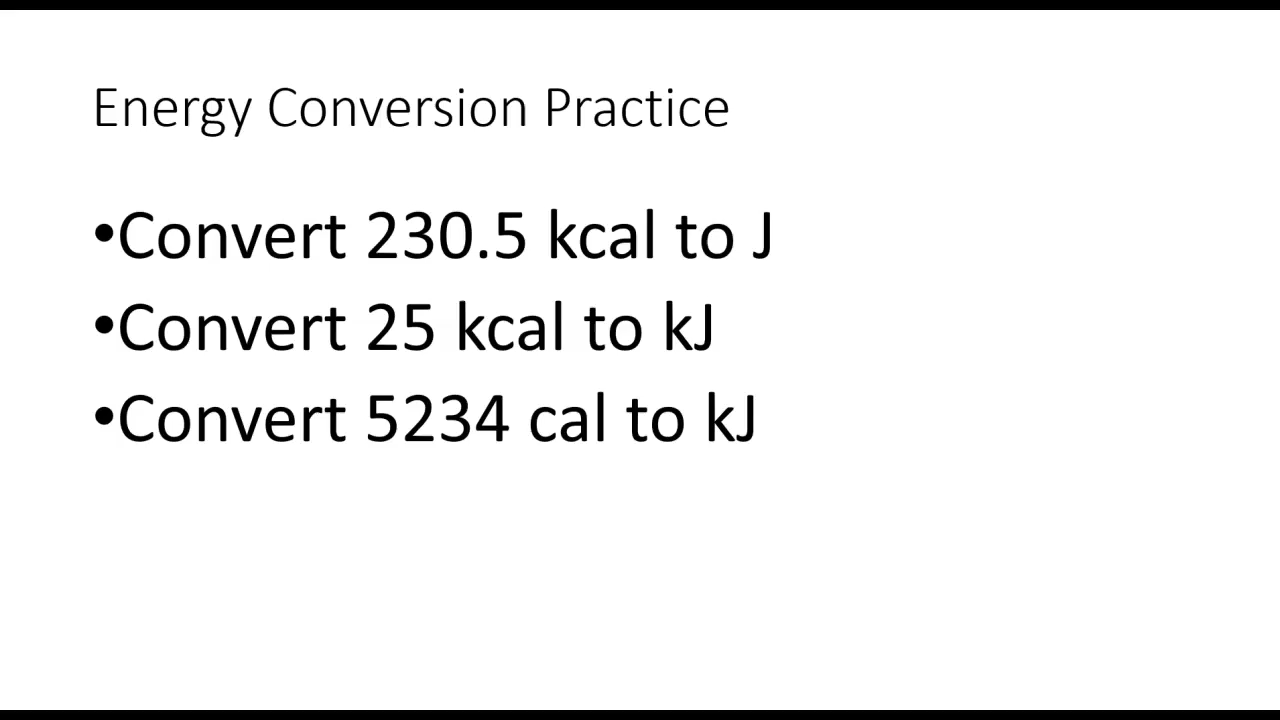 Energy Conversion Practice
•Convert 230.5 kcal to J
•Convert 25 kcal to kJ
•Convert 5234 cal to kJ